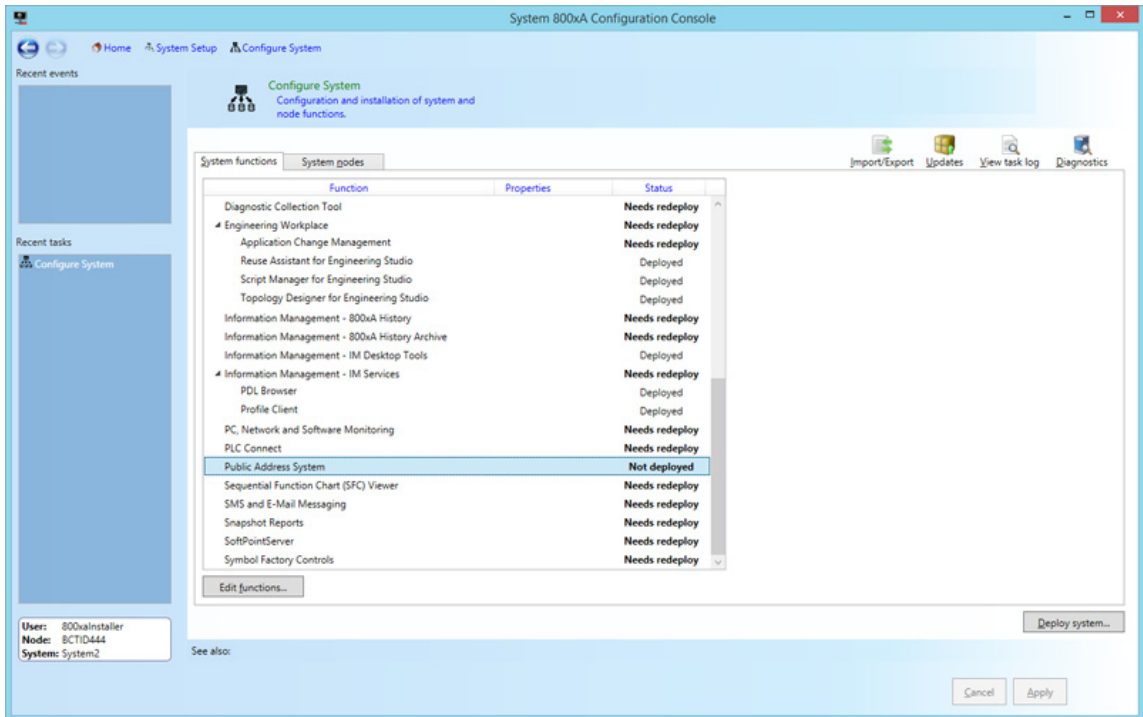 System 800xA Configuration Console
Home System Setup Configure System
Recent events
Configure System
Configuration and installation of system and
node functions.
Import/Export Updates View task log Diagnostics
System functions System nodes
Function Properties Status
Diagnostic Collection Tool Needs redeploy
Engineering Workplace Needs redeploy
Application Change Management Needs redeploy
Reuse Assistant for Engineering Studio Deployed
Script Manager for Engineering Studio Deployed
Topology Designer for Engineering Studio Deployed
Information Management - 800xA History Needs redeploy
Information Management - 800xA History Archive Needs redeploy
Information Management - IM Desktop Tools Deployed
Information Management - IM Services Needs redeploy
PDL Browser Deployed
Profile Client Deployed
PC, Network and Software Monitoring Needs redeploy
PLC Connect Needs redeploy
Public Address System Not deployed
Sequential Function Chart (SFC) Viewer Needs redeploy
SMS and E-Mail Messaging Needs redeploy
Snapshot Reports Needs redeploy
SoftPointServer Needs redeploy
Symbol Factory Controls Needs redeploy
Edit functions...
Recent tasks
Configure System
User: 800xaInstaller
Node: BCTID444
System: System2
Deploy system...
See also:
Cancel Apply